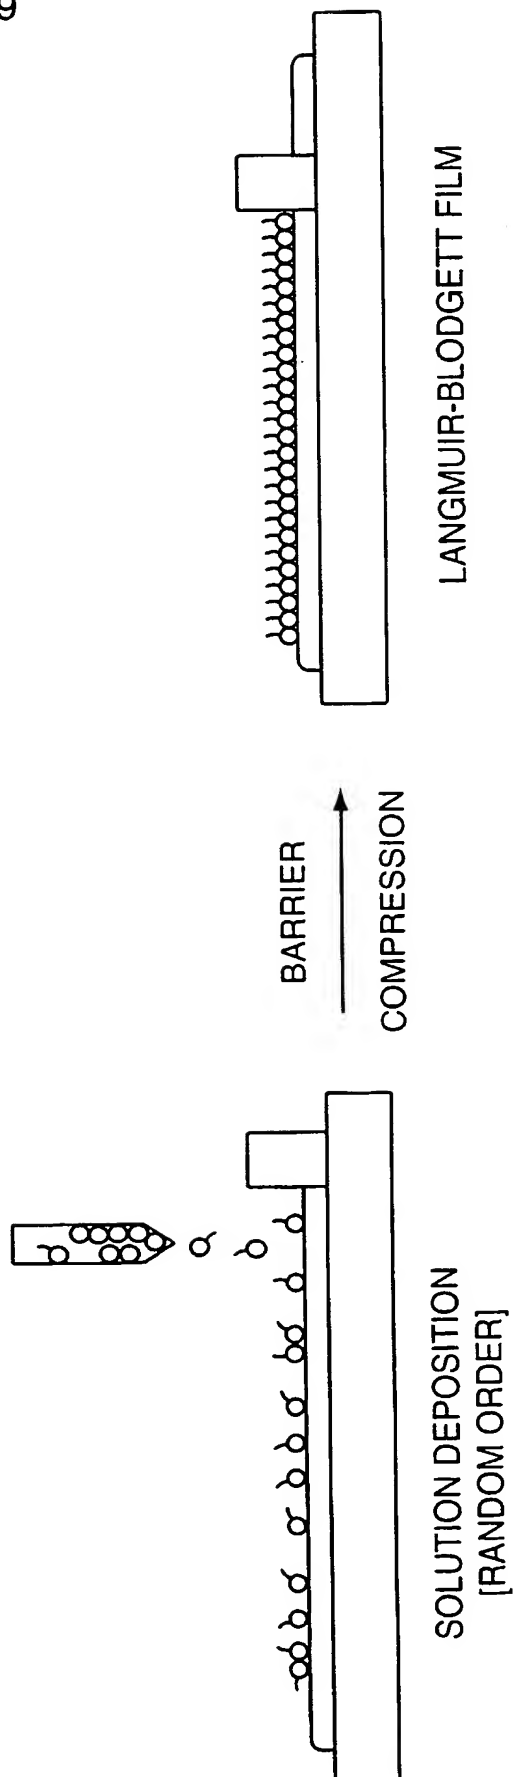 SOLUTION DEPOSITION
[RANDOM ORDER]
BARRIER
COMPRESSION
LANGMUIR-BLODGETT FILM